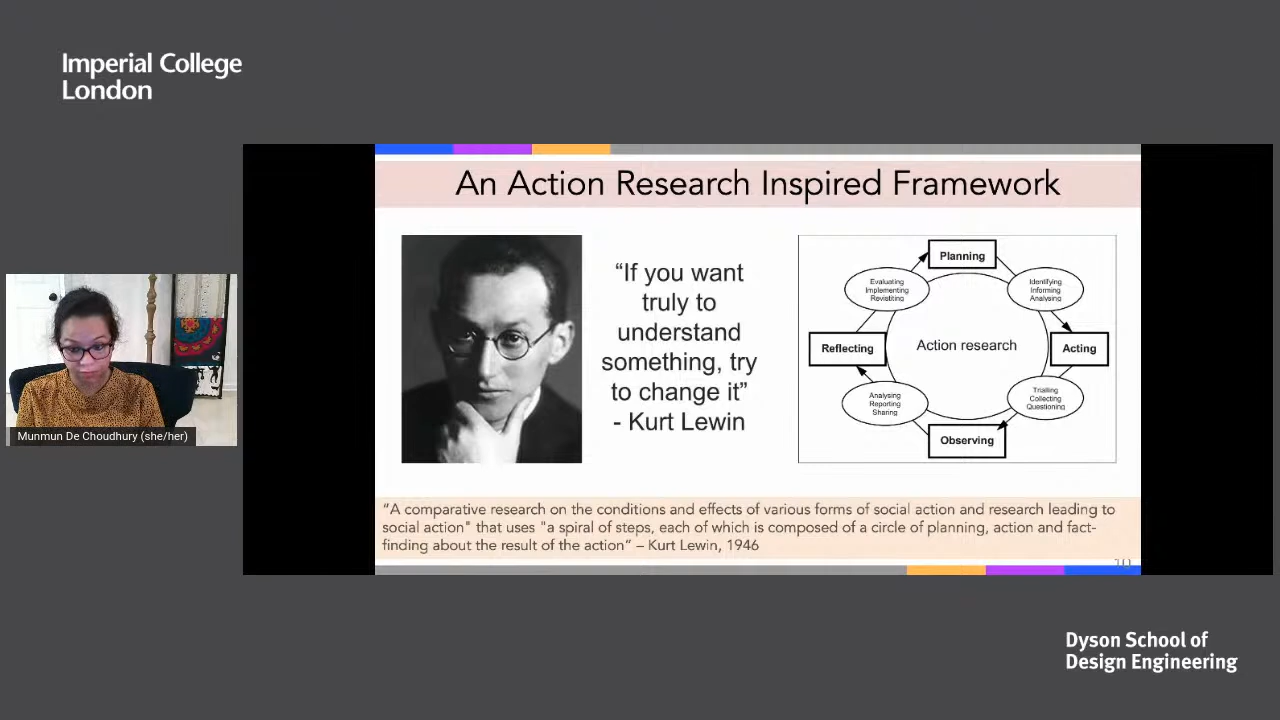 Imperial College
London
An Action Research Inspired Framework
“If you want
truly to
understand
something, try
to change it”
- Kurt Lewin
Planning
Evaluating
Implementing
Revisiting
Identifying
Informing
Analysing
Reflecting
Action research
Acting
Analysing
Reporting
Sharing
Trialling
Collecting
Questioning
Observing
Munmun De Choudhury (she/her)
“A comparative research on the conditions and effects of various forms of social action and research leading to
social action" that uses "a spiral of steps, each of which is composed of a circle of planning, action and fact-
finding about the result of the action” – Kurt Lewin, 1946
10
Dyson School of
Design Engineering